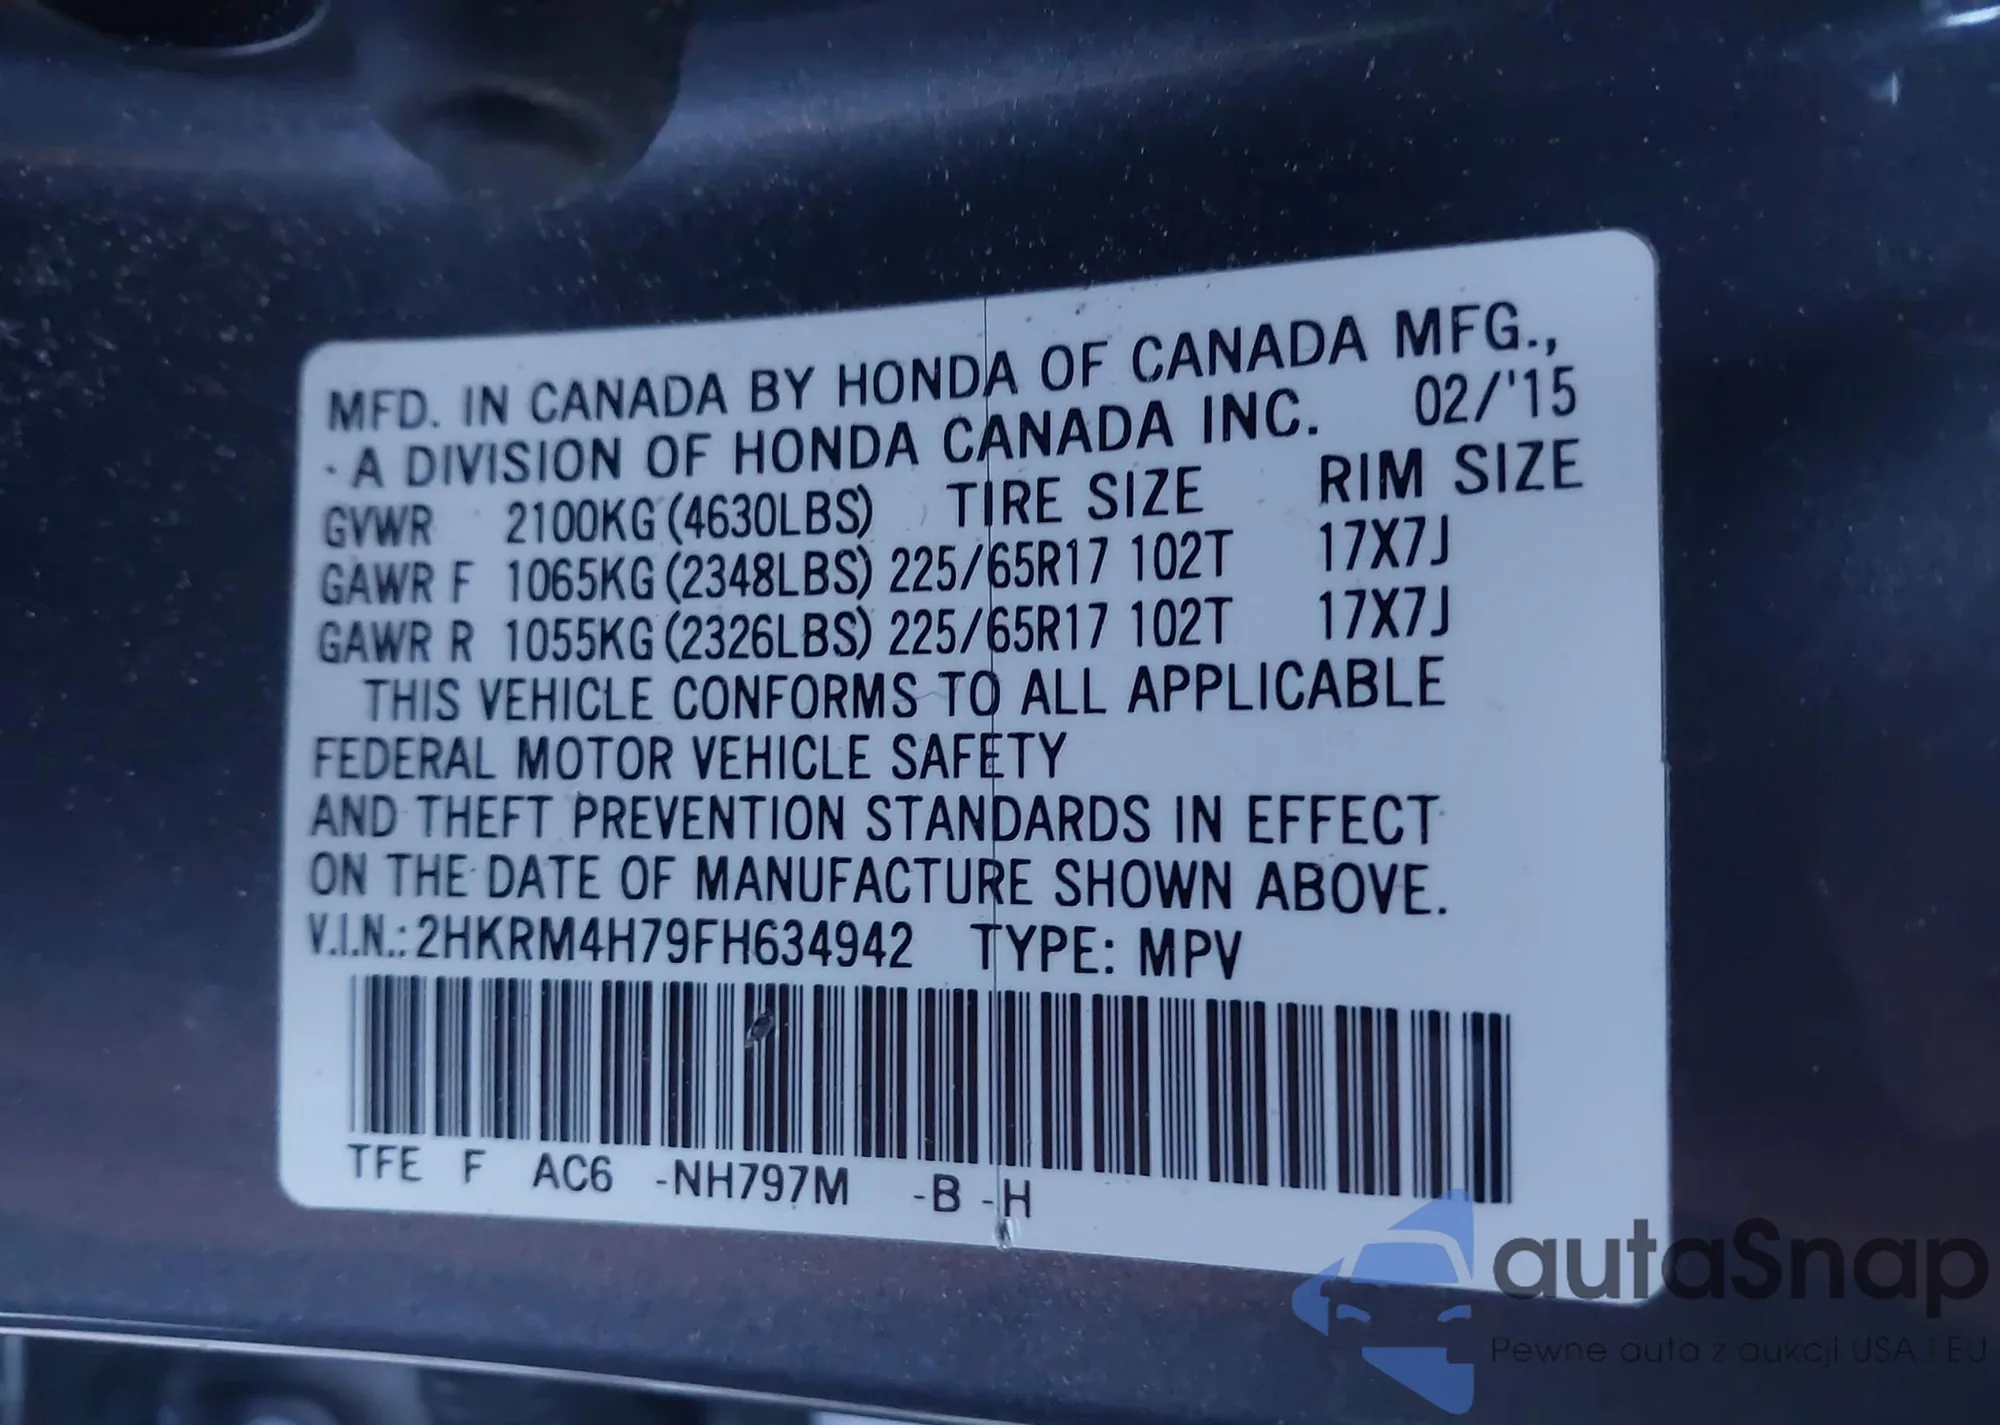 MFD. IN CANADA BY HONDA OF CANADA MFG.,
A DIVISION OF HONDA CANADA INC. 02/'15
GVWR 2100KG (4630LBS) TIRE SIZE RIM SIZE
GAWR F 1065KG (2348LBS) 225/65R17 102T 17X7J
GAWR R 1055KG (2326LBS) 225/65R17 102T 17X7J
THIS VEHICLE CONFORMS TO ALL APPLICABLE
FEDERAL MOTOR VEHICLE SAFETY
AND THEFT PREVENTION STANDARDS IN EFFECT
ON THE DATE OF MANUFACTURE SHOWN ABOVE.
V.I.N.: 2HKRM4H79FH634942 TYPE: MPV
TFE F AC6 -NH797M -B -H
autaSnap
Pewne auta z aukcji USA i EU